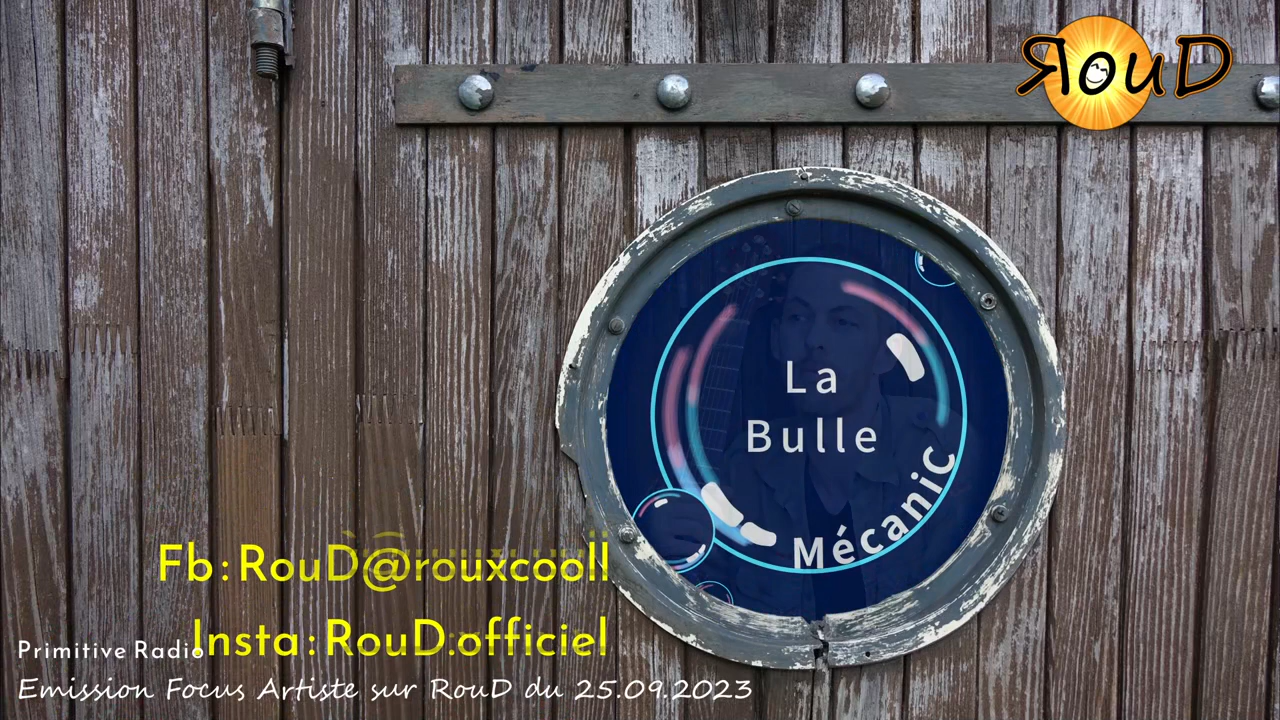 RouD
La
Bulle
Mécanic
Fb : RouD@rouxcooll
Insta : RouD.officiel
Primitive Radio
Emission Focus Artiste sur RouD du 25.09.2023